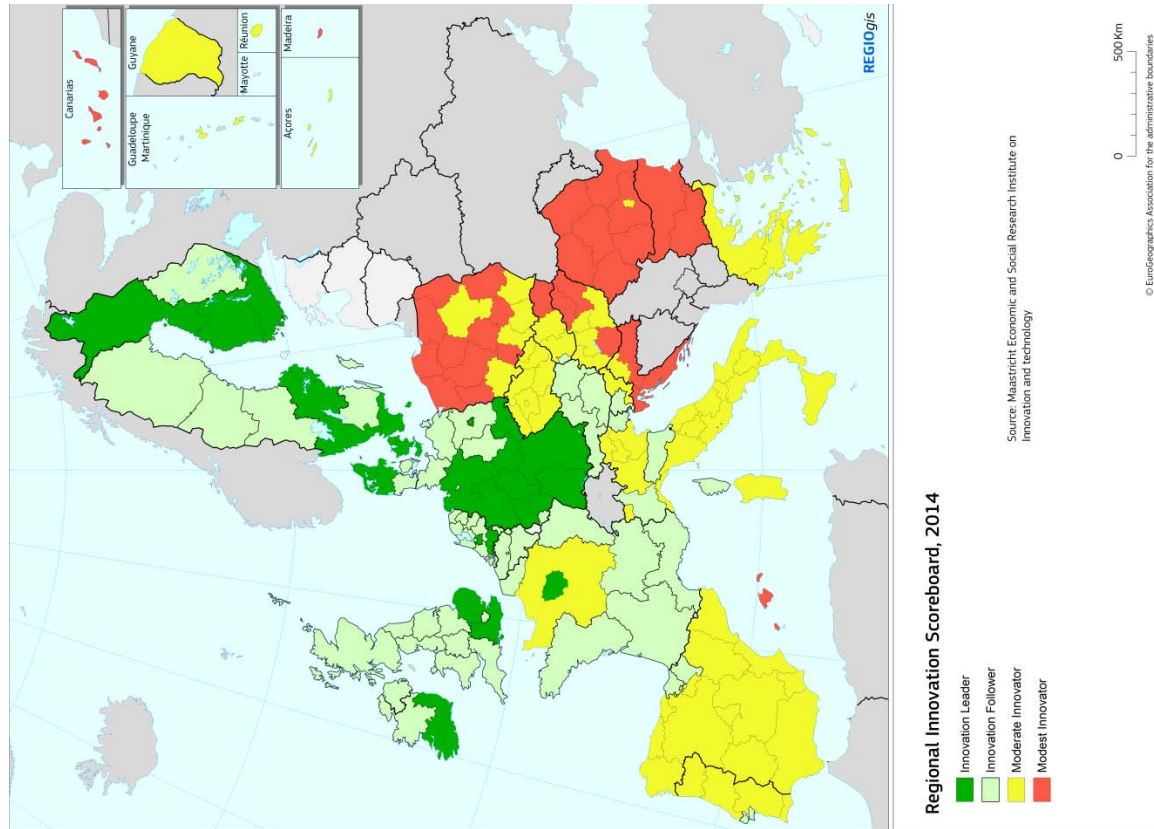 Canarias
Guadeloupe
Martinique
Guyane
Mayotte
Réunion
Açores
Madeira
REGIOgis
Regional Innovation Scoreboard, 2014
Innovation Leader
Innovation Follower
Moderate Innovator
Modest Innovator
Source: Maastricht Economic and Social Research Institute on
Innovation and technology
0 500 Km
© EuroGeographics Association for the administrative boundaries